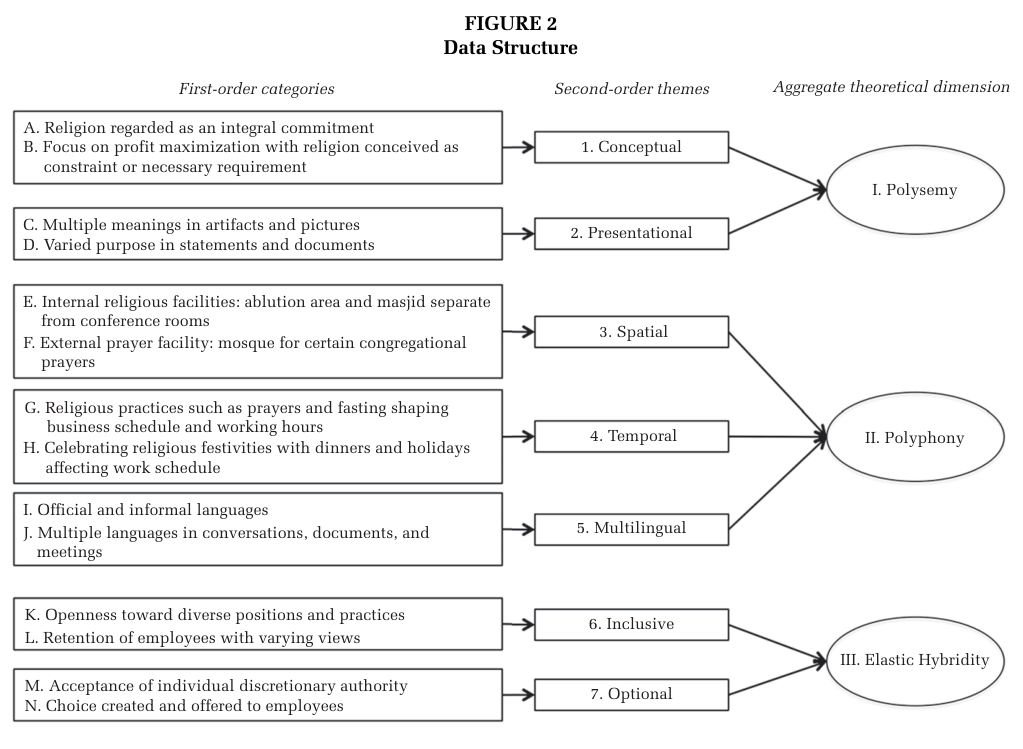 FIGURE 2
Data Structure
First-order categories
Second-order themes
Aggregate theoretical dimension
A. Religion regarded as an integral commitment
B. Focus on profit maximization with religion conceived as
constraint or necessary requirement
1. Conceptual
I. Polysemy
C. Multiple meanings in artifacts and pictures
D. Varied purpose in statements and documents
2. Presentational
E. Internal religious facilities: ablution area and masjid separate
from conference rooms
F. External prayer facility: mosque for certain congregational
prayers
3. Spatial
G. Religious practices such as prayers and fasting shaping
business schedule and working hours
H. Celebrating religious festivities with dinners and holidays
affecting work schedule
4. Temporal
II. Polyphony
I. Official and informal languages
J. Multiple languages in conversations, documents, and
meetings
5. Multilingual
K. Openness toward diverse positions and practices
L. Retention of employees with varying views
6. Inclusive
III. Elastic Hybridity
M. Acceptance of individual discretionary authority
N. Choice created and offered to employees
7. Optional